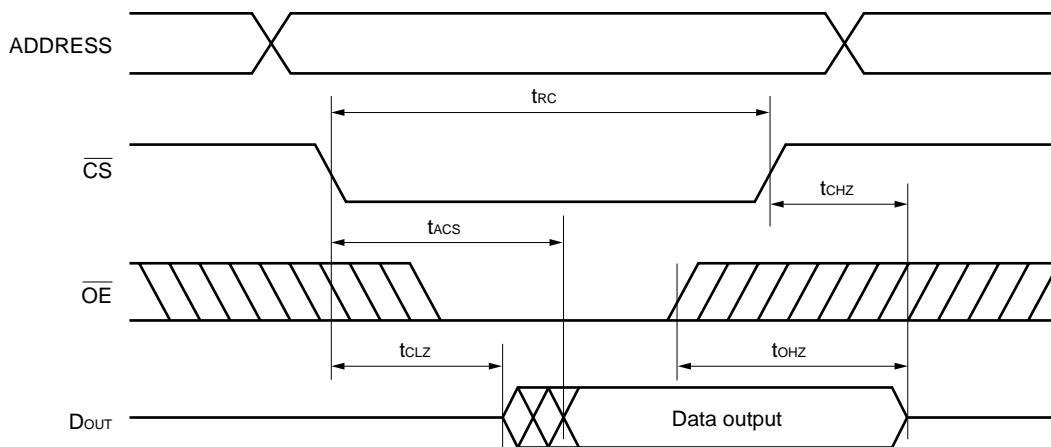 ADDRESS
tRC
CS
tCHZ
tACS
OE
tCLZ
tOHZ
DOUT
Data output